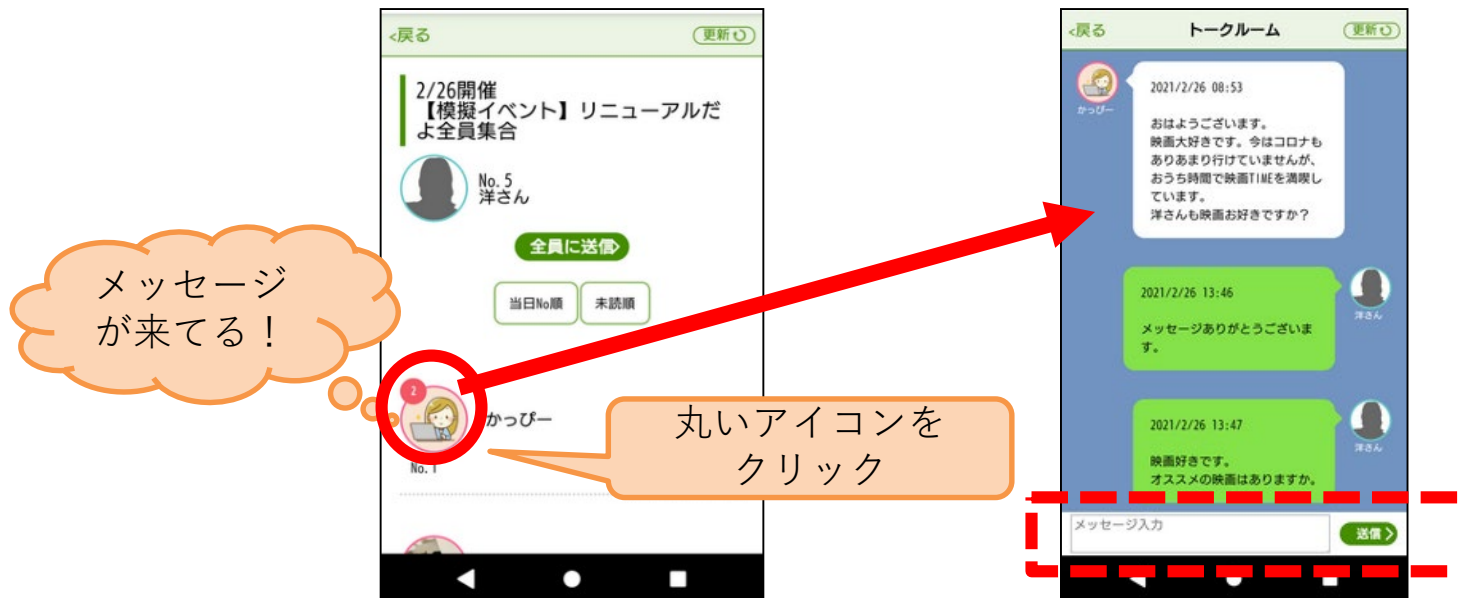 <戻る
更新
2/26開催
【模擬イベント】リニューアルだ
よ全員集合
No.5
洋さん
全員に送信>
当日No順
未読順
メッセージ
が来てる！
2
かっぴー
No.1
丸いアイコンを
クリック
<戻る
トークルーム
更新
かっぴー
2021/2/26 08:53
おはようございます。
映画大好きです。今はコロナも
ありあまり行けていませんが、
おうち時間で映画TIMEを満喫し
ています。
洋さんも映画お好きですか？
2021/2/26 13:46
メッセージありがとうございま
す。
洋さん
2021/2/26 13:47
映画好きです。
オススメの映画はありますか。
洋さん
メッセージ入力
送信>